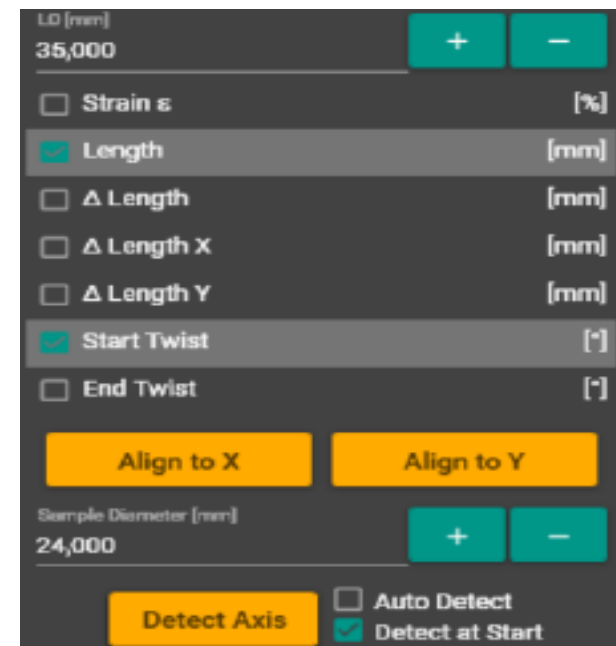 L0 [mm]
35,000
+ −
Strain ε [%]
Length [mm]
Δ Length [mm]
Δ Length X [mm]
Δ Length Y [mm]
Start Twist [°]
End Twist [°]
Align to X Align to Y
Sample Diameter [mm]
24,000
+ −
Auto Detect
Detect Axis
Detect at Start